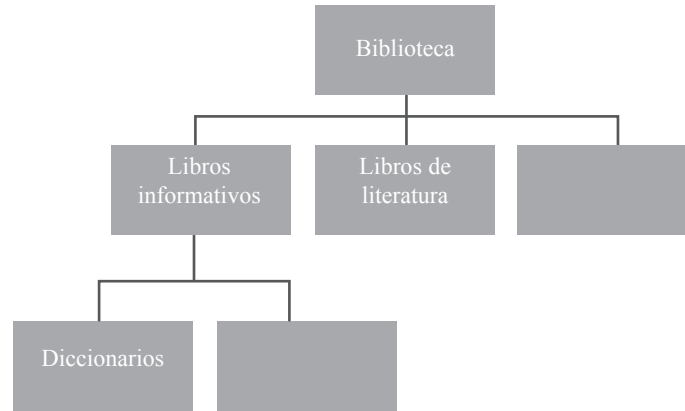 Biblioteca
Libros
informativos
Libros de
literatura
Diccionarios